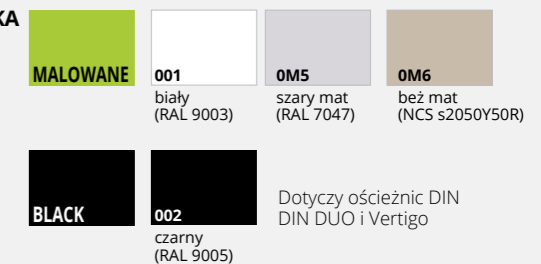 KA
MALOWANE
001
biały
(RAL 9003)
0M5
szary mat
(RAL 7047)
0M6
beż mat
(NCS s2050Y50R)
BLACK
002
czarny
(RAL 9005)
Dotyczy ościeżnic DIN
DIN DUO i Vertigo